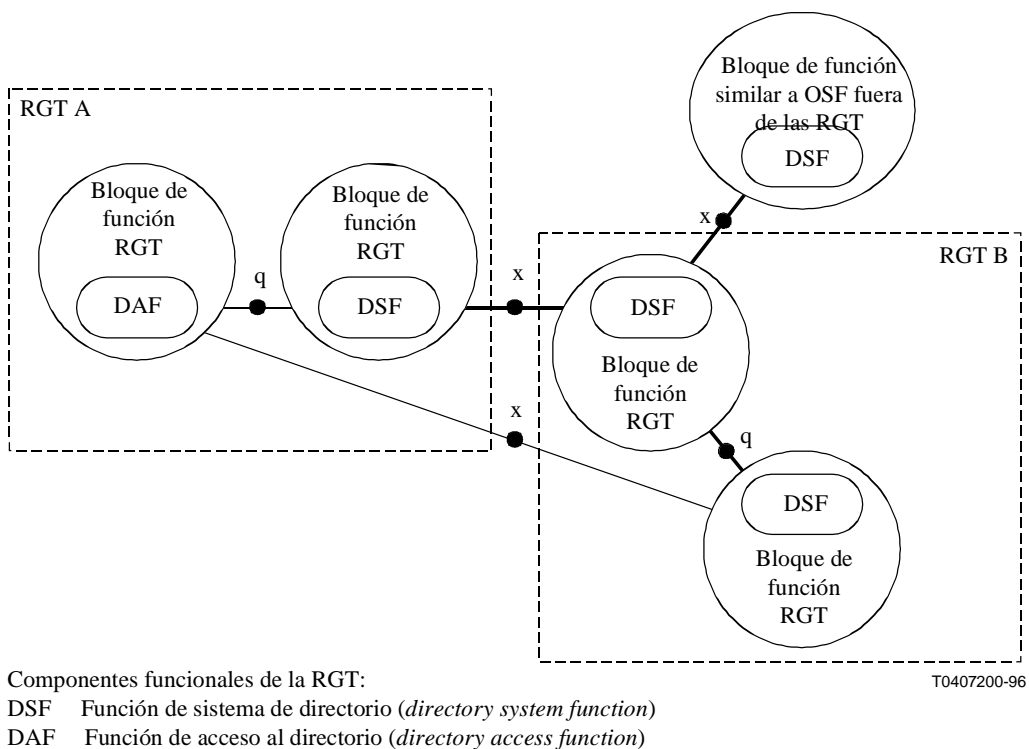 Bloque de función
similar a OSF fuera
de las RGT
DSF
x
RGT A
Bloque de
función
RGT
DAF
q
Bloque de
función
RGT
DSF
x
RGT B
DSF
Bloque de
función
RGT
x
q
DSF
Bloque de
función
RGT
Componentes funcionales de la RGT:
T0407200-96
DSF Función de sistema de directorio (directory system function)
DAF Función de acceso al directorio (directory access function)